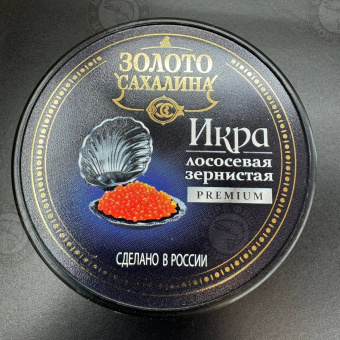 ЗОЛОТО
САХАЛИНА
Икра
лососевая
зернистая
PREMIUM
СДЕЛАНО В РОССИИ